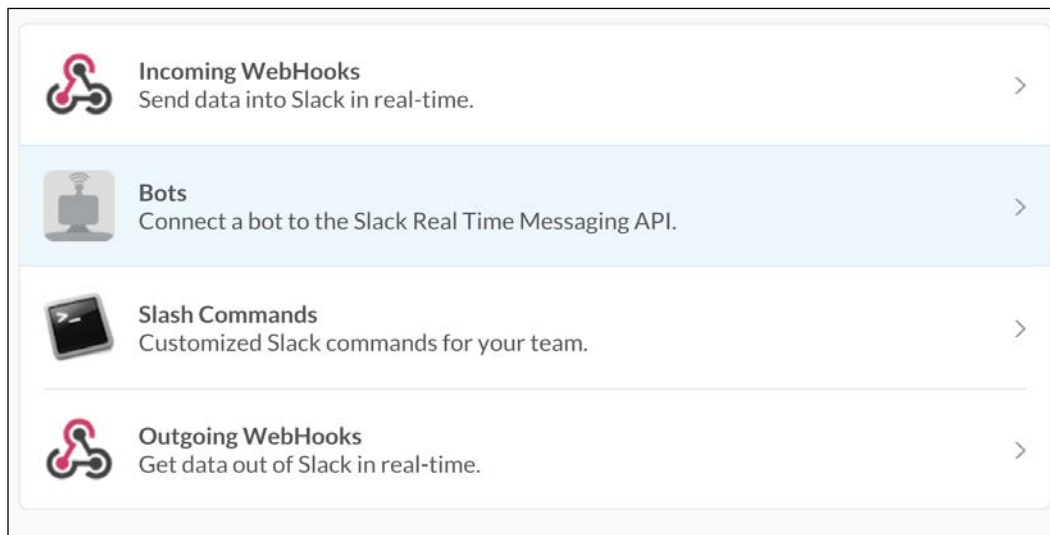 Incoming WebHooks
Send data into Slack in real-time.
Bots
Connect a bot to the Slack Real Time Messaging API.
Slash Commands
Customized Slack commands for your team.
Outgoing WebHooks
Get data out of Slack in real-time.